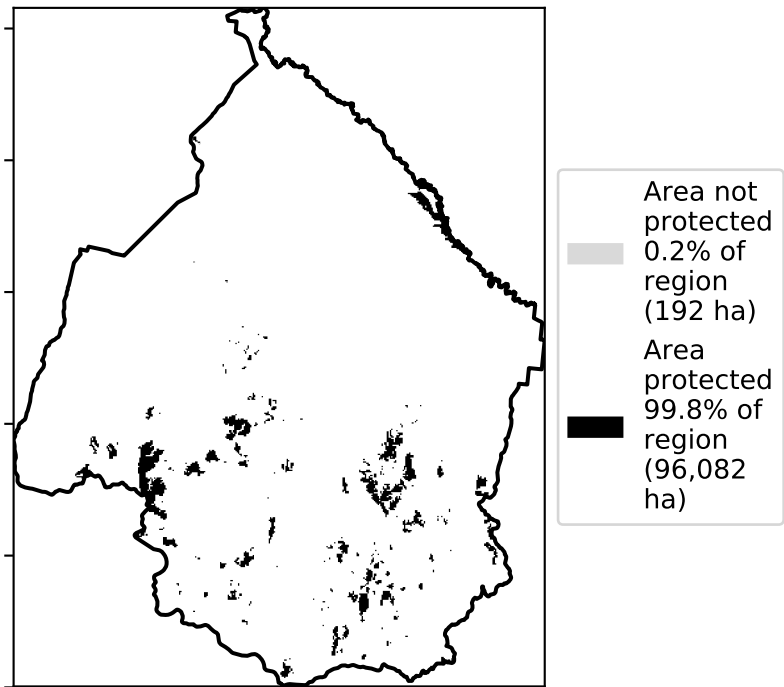 Area not
protected
0.2% of
region
(192 ha)
Area
protected
99.8% of
region
(96,082
ha)